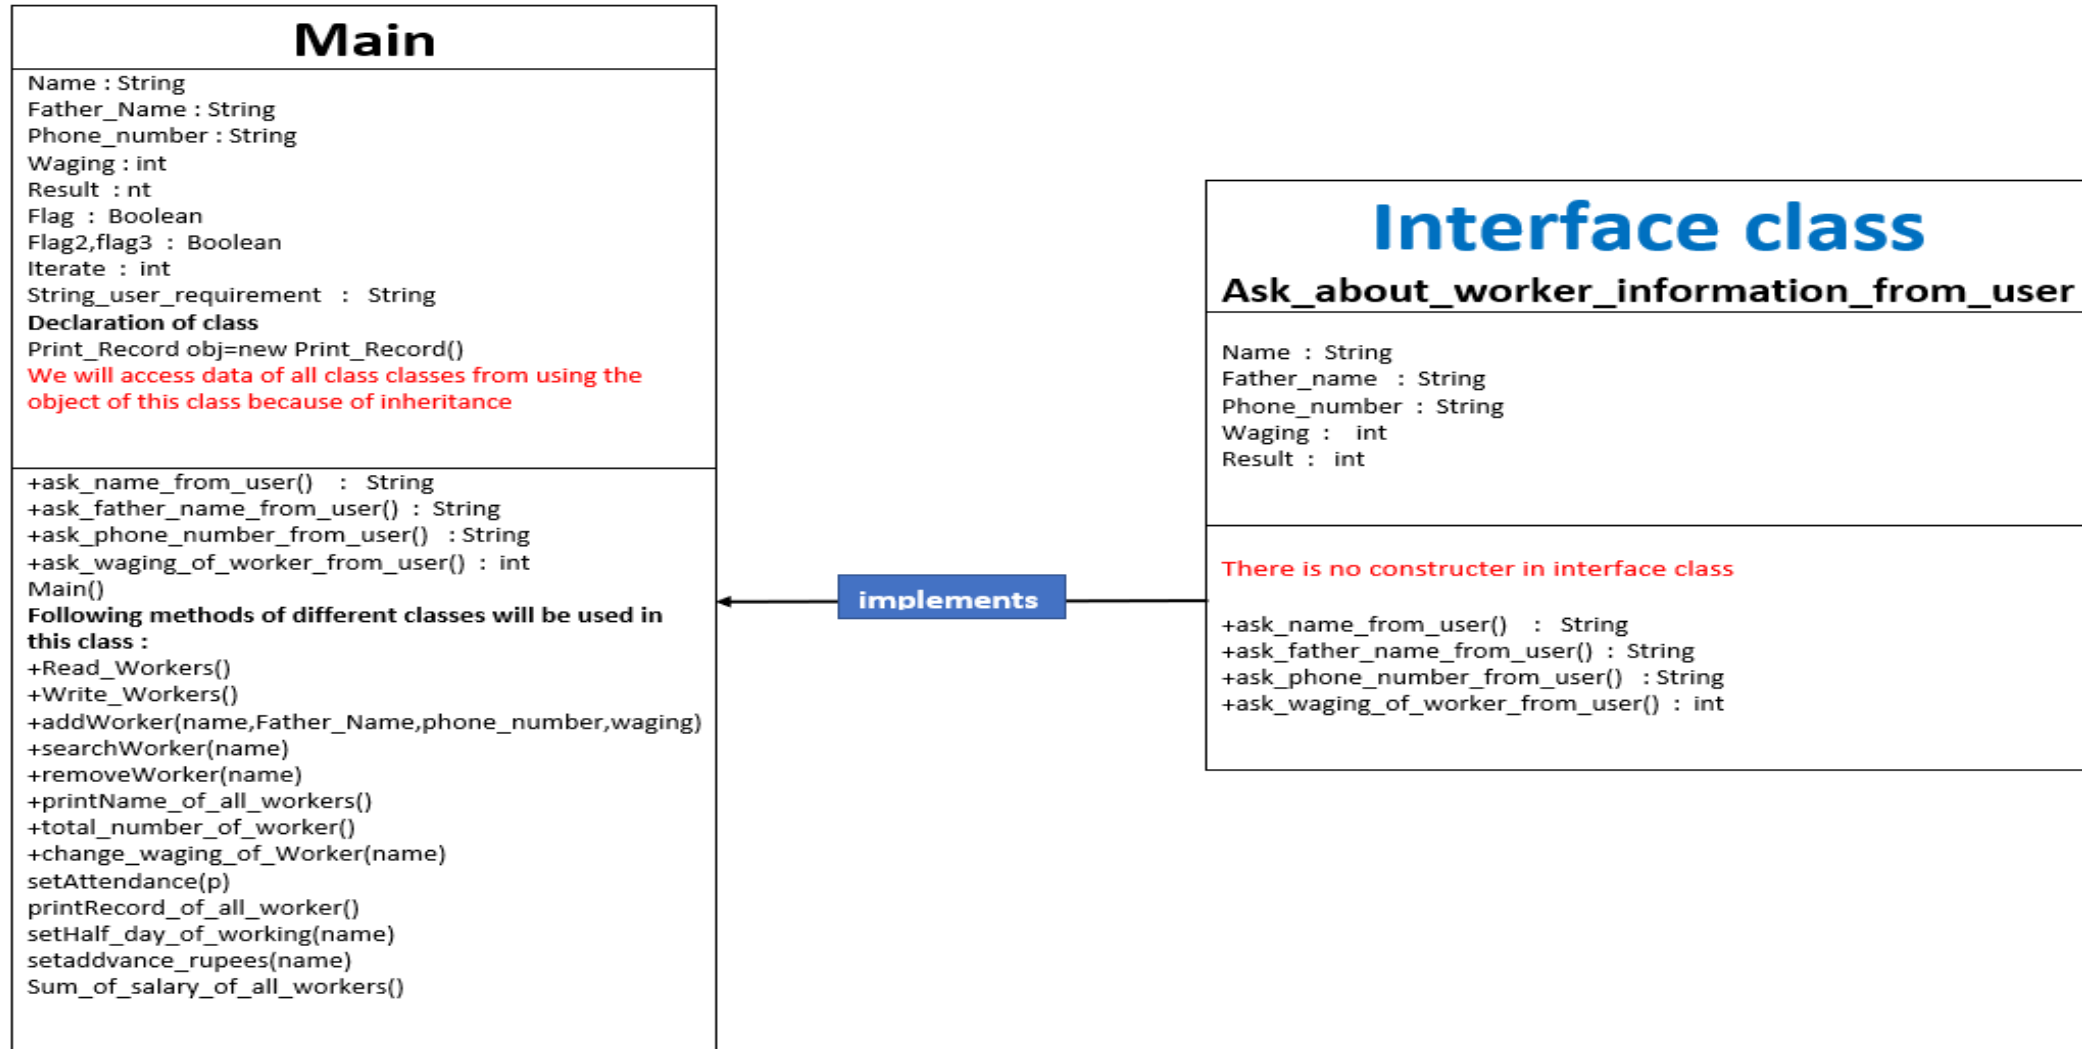 Main
Name : String
Father_Name : String
Phone_number : String
Waging : int
Result : nt
Flag : Boolean
Flag2,flag3 : Boolean
Iterate : int
String_user_requirement : String
Declaration of class
Print_Record obj=new Print_Record()
We will access data of all class classes from using the
object of this class because of inheritance
+ask_name_from_user() : String
+ask_father_name_from_user() : String
+ask_phone_number_from_user() : String
+ask_waging_of_worker_from_user() : int
Main()
Following methods of different classes will be used in
this class :
+Read_Workers()
+Write_Workers()
+addWorker(name,Father_Name,phone_number,waging)
+searchWorker(name)
+removeWorker(name)
+printName_of_all_workers()
+total_number_of_worker()
+change_waging_of_Worker(name)
setAttendance(p)
printRecord_of_all_worker()
setHalf_day_of_working(name)
setaddvance_rupees(name)
Sum_of_salary_of_all_workers()
implements
Interface class
Ask_about_worker_information_from_user
Name : String
Father_name : String
Phone_number : String
Waging : int
Result : int
There is no constructer in interface class
+ask_name_from_user() : String
+ask_father_name_from_user() : String
+ask_phone_number_from_user() : String
+ask_waging_of_worker_from_user() : int